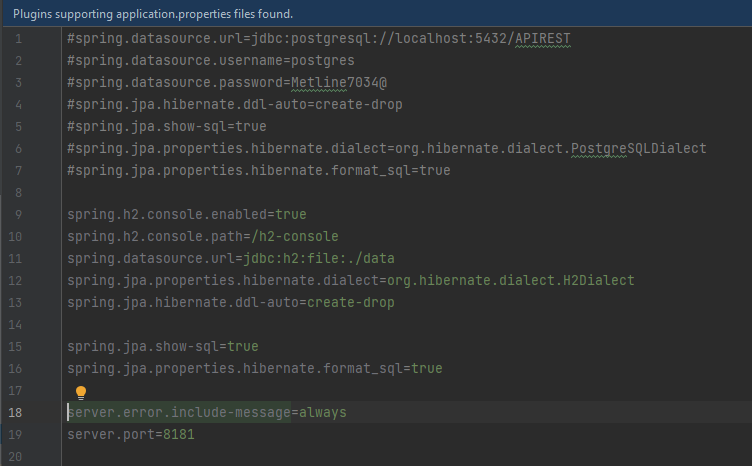 Plugins supporting application.properties files found.
1 #spring.datasource.url=jdbc:postgresql://localhost:5432/APIREST
2 #spring.datasource.username=postgres
3 #spring.datasource.password=Metline7034@
4 #spring.jpa.hibernate.ddl-auto=create-drop
5 #spring.jpa.show-sql=true
6 #spring.jpa.properties.hibernate.dialect=org.hibernate.dialect.PostgreSQLDialect
7 #spring.jpa.properties.hibernate.format_sql=true
8
9 spring.h2.console.enabled=true
10 spring.h2.console.path=/h2-console
11 spring.datasource.url=jdbc:h2:file:./data
12 spring.jpa.properties.hibernate.dialect=org.hibernate.dialect.H2Dialect
13 spring.jpa.hibernate.ddl-auto=create-drop
14
15 spring.jpa.show-sql=true
16 spring.jpa.properties.hibernate.format_sql=true
17
18 server.error.include-message=always
19 server.port=8181
20